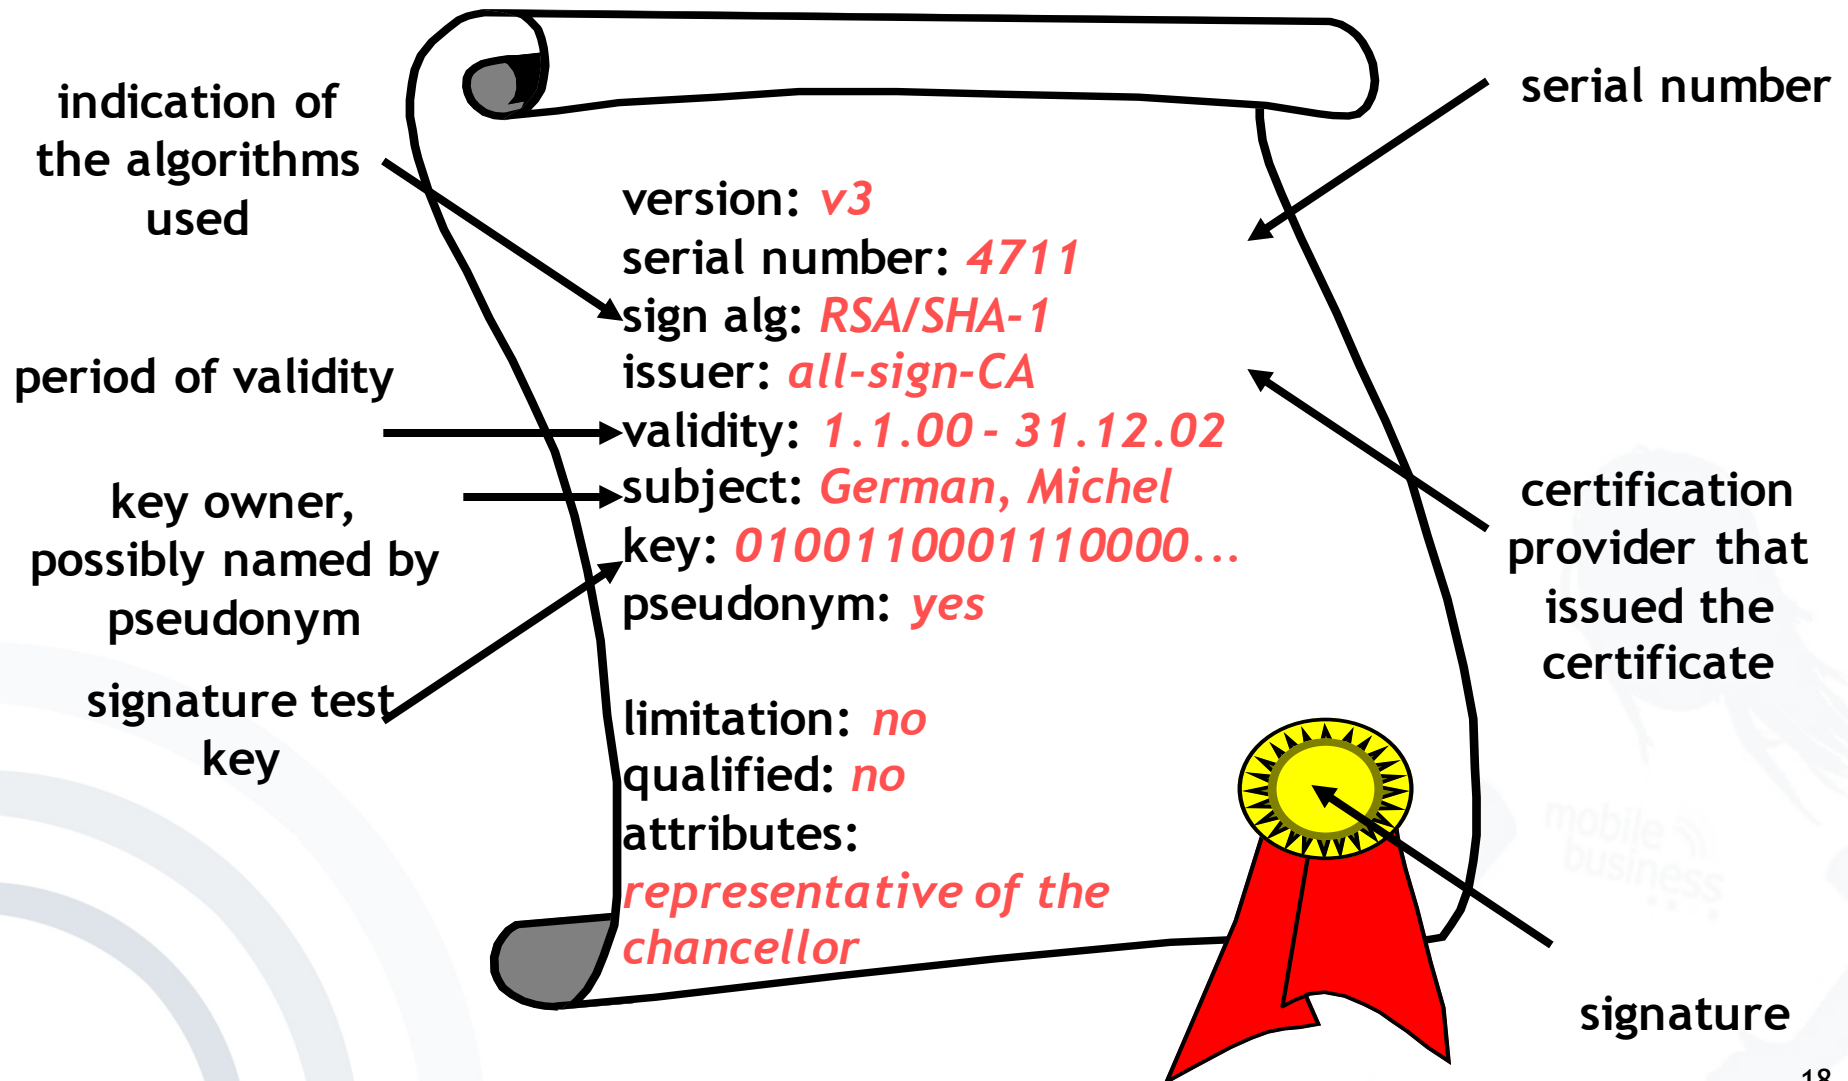 indication of
the algorithms
used
period of validity
key owner,
possibly named by
pseudonym
signature test
key
version: v3
serial number: 4711
sign alg: RSA/SHA-1
issuer: all-sign-CA
validity: 1.1.00 - 31.12.02
subject: German, Michel
key: 0100110001110000...
pseudonym: yes
limitation: no
qualified: no
attributes:
representative of the
chancellor
serial number
certification
provider that
issued the
certificate
mobile
business
signature
18